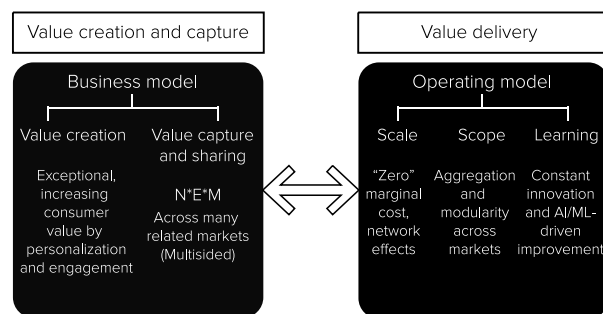 Value creation and capture
Value delivery
Business model
Value creation
Exceptional,
increasing
consumer
value by
personalization
and engagement
Value capture
and sharing
N*E*M
Across many
related markets
(Multisided)
Operating model
Scale
"Zero"
marginal
cost,
network
effects
Scope
Aggregation
and
modularity
across
markets
Learning
Constant
innovation
and AI/ML-
driven
improvement